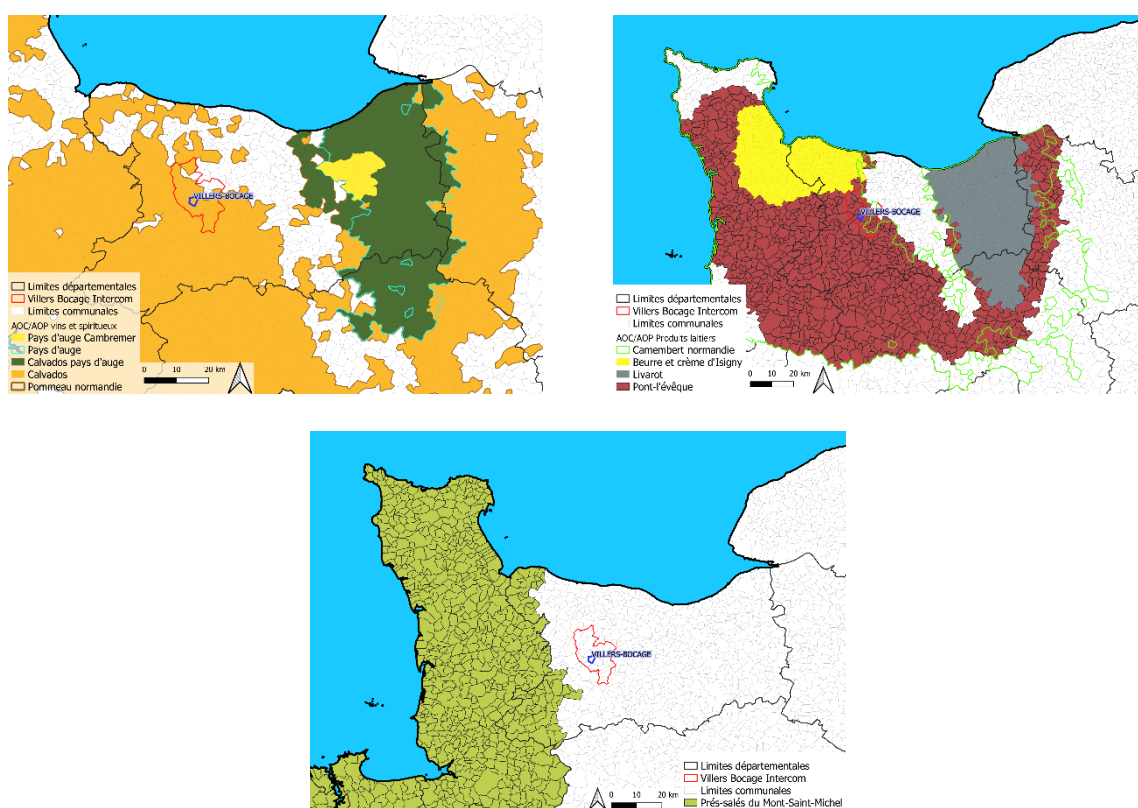 VILLERS-BOCAGE
Limites départementales
Villers Bocage Intercom
Limites communales
AOC/AOP vins et spiritueux
Pays d'auge Cambremer
Pays d'auge
Calvados pays d'auge
Calvados
Pommeau normandie
0 10 20 km
VILLERS-BOCAGE
Limites départementales
Villers Bocage Intercom
Limites communales
AOC/AOP Produits laitiers
Camembert normandie
Beurre et crème d'Isigny
Livarot
Pont-l'évêque
0 10 20 km
VILLERS-BOCAGE
Limites départementales
Villers Bocage Intercom
Limites communales
Prés-salés du Mont-Saint-Michel
0 10 20 km